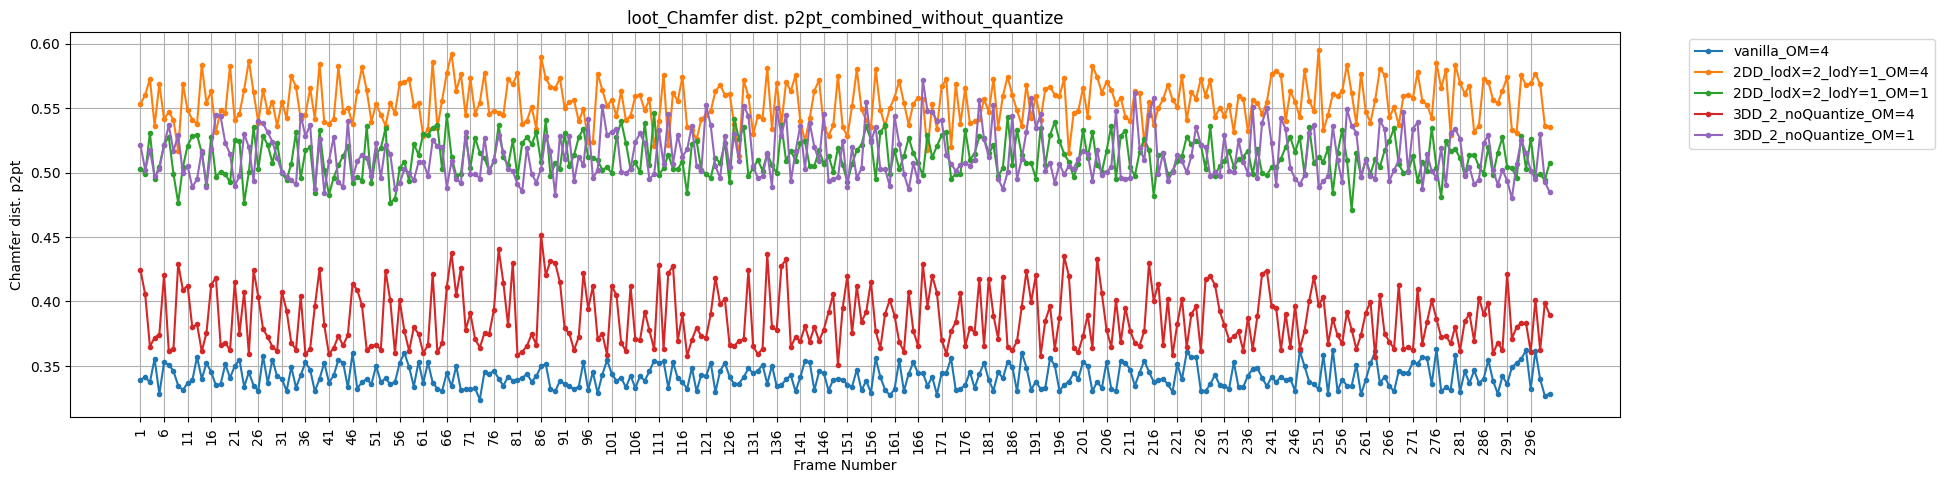 loot_Chamfer dist. p2pt_combined_without_quantize
Chamfer dist. p2pt
0.60
0.55
0.50
0.45
0.40
0.35
1 6 11 16 21 26 31 36 41 46 51 56 61 66 71 76 81 86 91 96 101 106 111 116 121 126 131 136 141 146 151 156 161 166 171 176 181 186 191 196 201 206 211 216 221 226 231 236 241 246 251 256 261 266 271 276 281 286 291 296
Frame Number
vanilla_OM=4
2DD_lodX=2_lodY=1_OM=4
2DD_lodX=2_lodY=1_OM=1
3DD_2_noQuantize_OM=4
3DD_2_noQuantize_OM=1